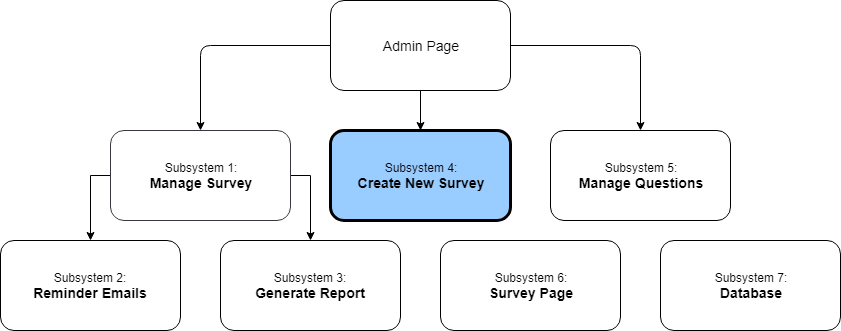 Admin Page
Subsystem 1:
Manage Survey
Subsystem 4:
Create New Survey
Subsystem 5:
Manage Questions
Subsystem 2:
Reminder Emails
Subsystem 3:
Generate Report
Subsystem 6:
Survey Page
Subsystem 7:
Database